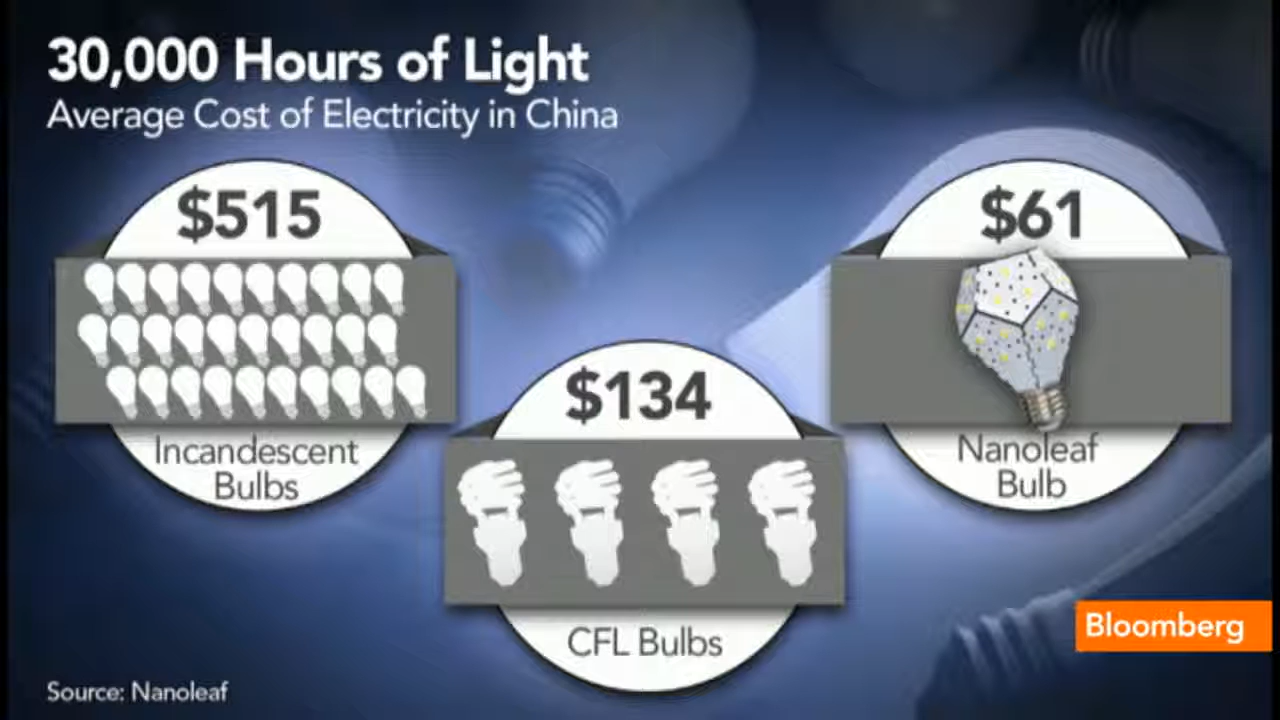 30,000 Hours of Light
Average Cost of Electricity in China
$515
Incandescent
Bulbs
$134
CFL Bulbs
$61
Nanoleaf
Bulb
Bloomberg
Source: Nanoleaf